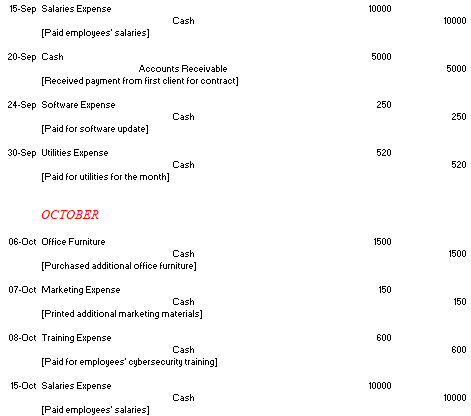 15-Sep Salaries Expense 10000
Cash 10000
[Paid employees' salaries]
20-Sep Cash 5000
Accounts Receivable 5000
[Received payment from first client for contract]
24-Sep Software Expense 250
Cash 250
[Paid for software update]
30-Sep Utilities Expense 520
Cash 520
[Paid for utilities for the month]
OCTOBER
06-Oct Office Furniture 1500
Cash 1500
[Purchased additional office furniture]
07-Oct Marketing Expense 150
Cash 150
[Printed additional marketing materials]
08-Oct Training Expense 600
Cash 600
[Paid for employees' cybersecurity training]
15-Oct Salaries Expense 10000
Cash 10000
[Paid employees' salaries]